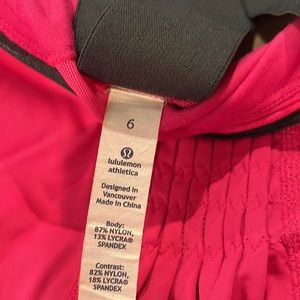 6
lululemon
athletica
Designed in
Vancouver
Made in China
Body:
87% NYLON,
13% LYCRA®
SPANDEX
Contrast:
82% NYLON,
18% LYCRA®
SPANDEX